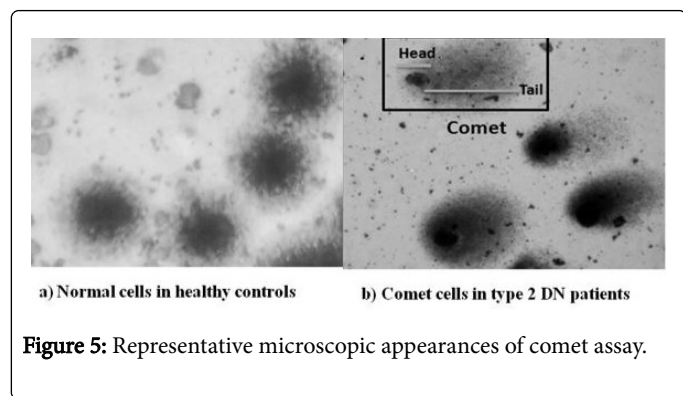 Head
Tail
Comet
a) Normal cells in healthy controls
b) Comet cells in type 2 DN patients
Figure 5: Representative microscopic appearances of comet assay.